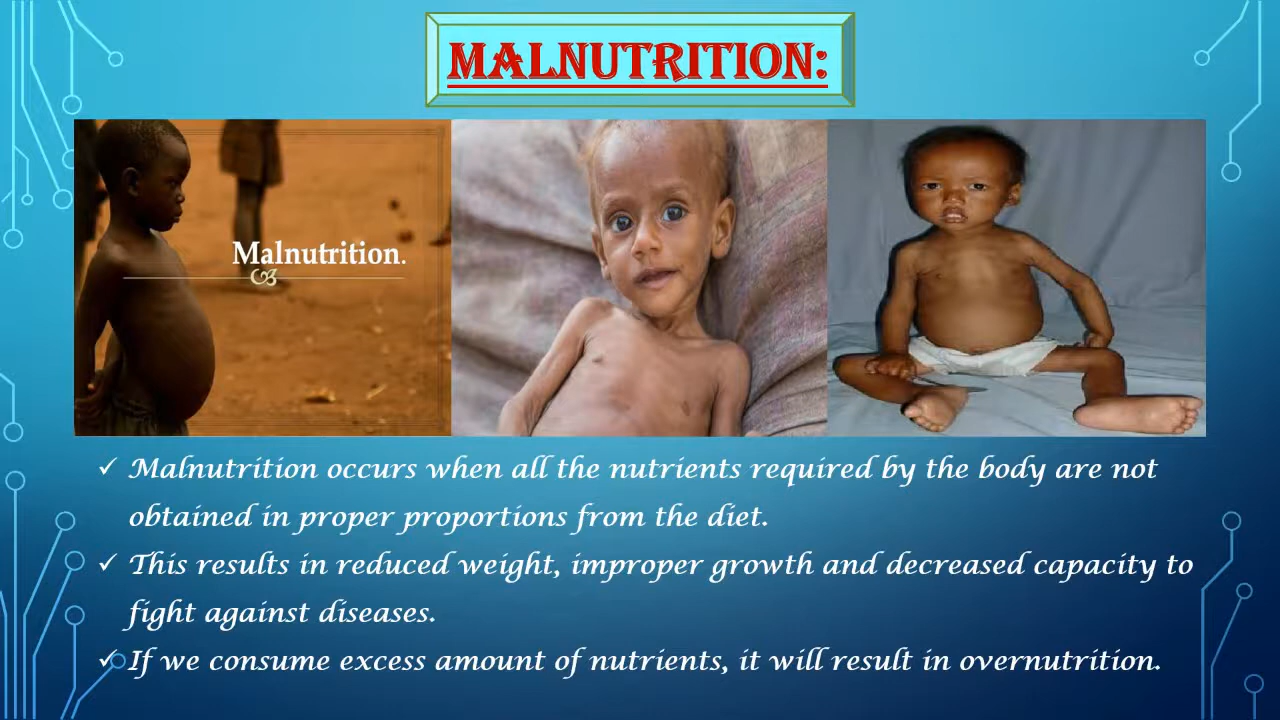 MALNUTRITION:
Malnutrition.
✓ Malnutrition occurs when all the nutrients required by the body are not
obtained in proper proportions from the diet.
✓ This results in reduced weight, improper growth and decreased capacity to
fight against diseases.
✓ If we consume excess amount of nutrients, it will result in overnutrition.